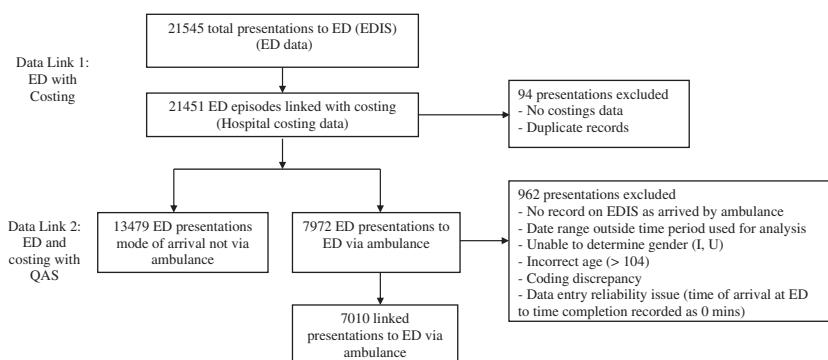 21545 total presentations to ED (EDIS)
(ED data)
Data Link 1:
ED with
Costing
21451 ED episodes linked with costing
(Hospital costing data)
94 presentations excluded
- No costings data
- Duplicate records
Data Link 2:
ED and
costing with
QAS
13479 ED presentations
mode of arrival not via
ambulance
7972 ED presentations to
ED via ambulance
962 presentations excluded
- No record on EDIS as arrived by ambulance
- Date range outside time period used for analysis
- Unable to determine gender (I, U)
- Incorrect age (> 104)
- Coding discrepancy
- Data entry reliability issue (time of arrival at ED
to time completion recorded as 0 mins)
7010 linked
presentations to ED via
ambulance